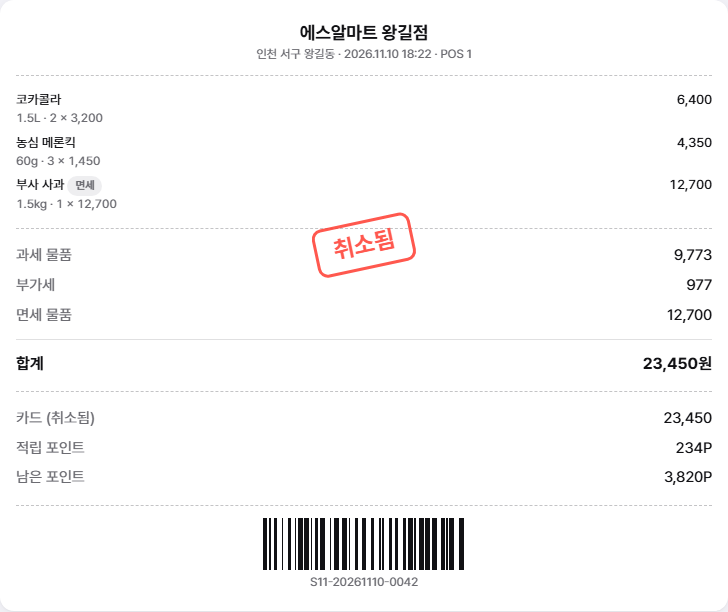 에스알마트 왕길점
인천 서구 왕길동 · 2026.11.10 18:22 · POS 1
코카콜라 6,400
1.5L · 2 × 3,200
농심 메론킥 4,350
60g · 3 × 1,450
부사 사과 면세 12,700
1.5kg · 1 × 12,700
취소됨
과세 물품 9,773
부가세 977
면세 물품 12,700
합계 23,450원
카드 (취소됨) 23,450
적립 포인트 234P
남은 포인트 3,820P
S11-20261110-0042